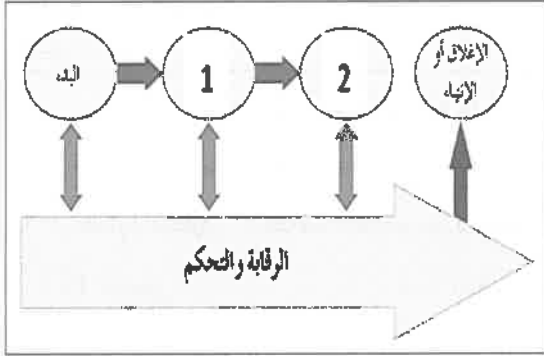 البدء
1
2
الإغلاق أو
الإنهاء
الرقابة والتحكم